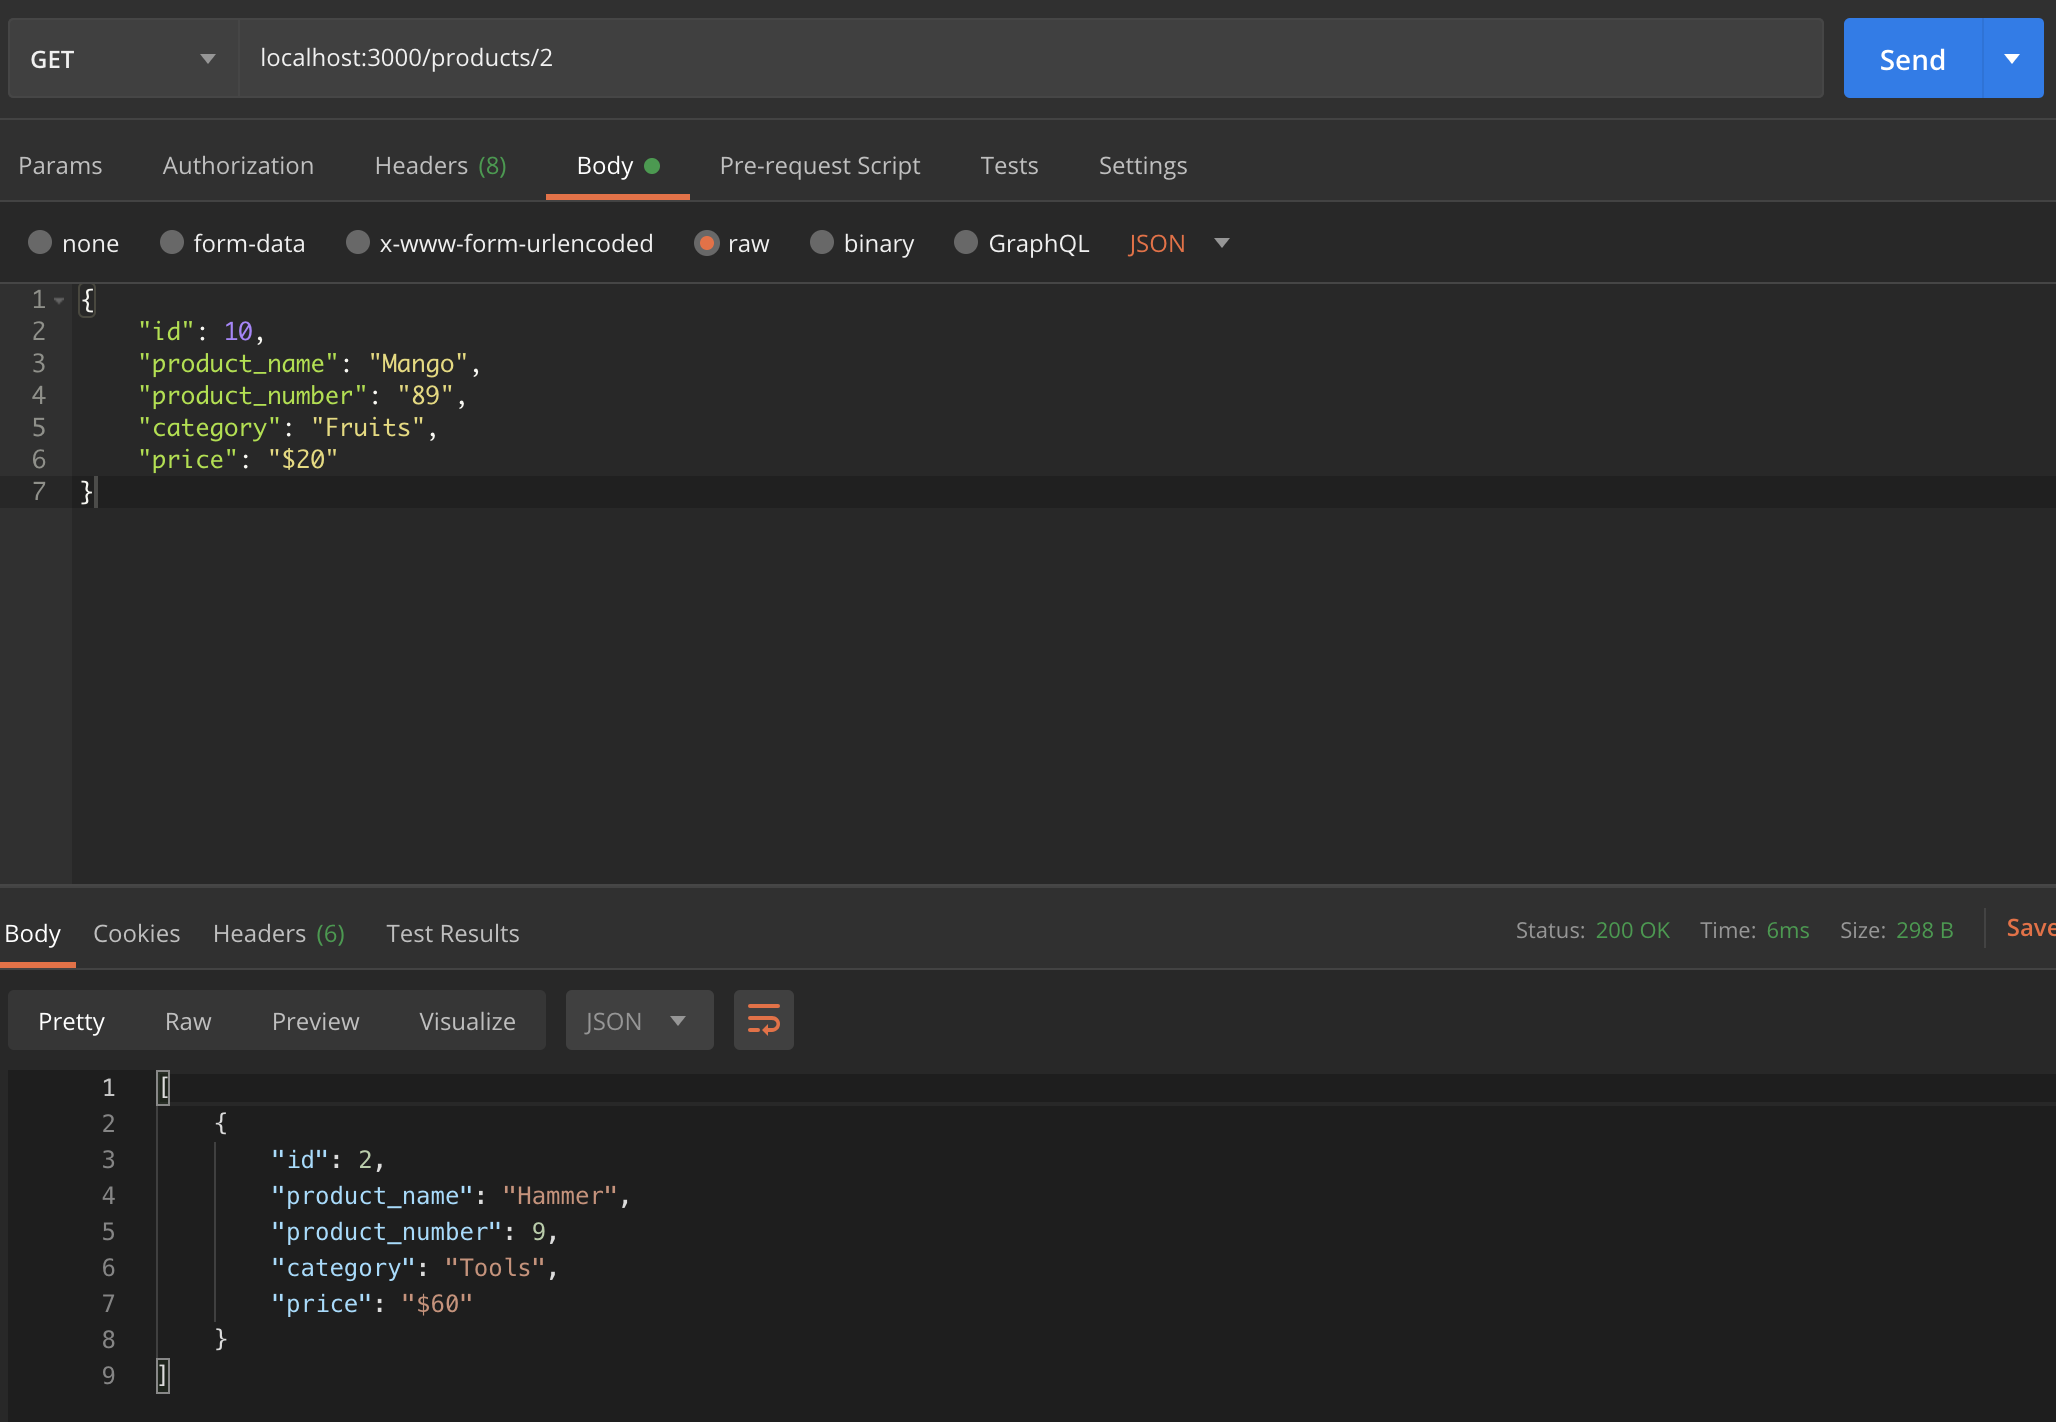 GET localhost:3000/products/2 Send
Params Authorization Headers (8) Body Pre-request Script Tests Settings
none form-data x-www-form-urlencoded raw binary GraphQL JSON
1 {
2 "id": 10,
3 "product_name": "Mango",
4 "product_number": "89",
5 "category": "Fruits",
6 "price": "$20"
7 }
Body Cookies Headers (6) Test Results Status: 200 OK Time: 6ms Size: 298 B Save
Pretty Raw Preview Visualize JSON
1 [
2 {
3 "id": 2,
4 "product_name": "Hammer",
5 "product_number": 9,
6 "category": "Tools",
7 "price": "$60"
8 }
9 ]